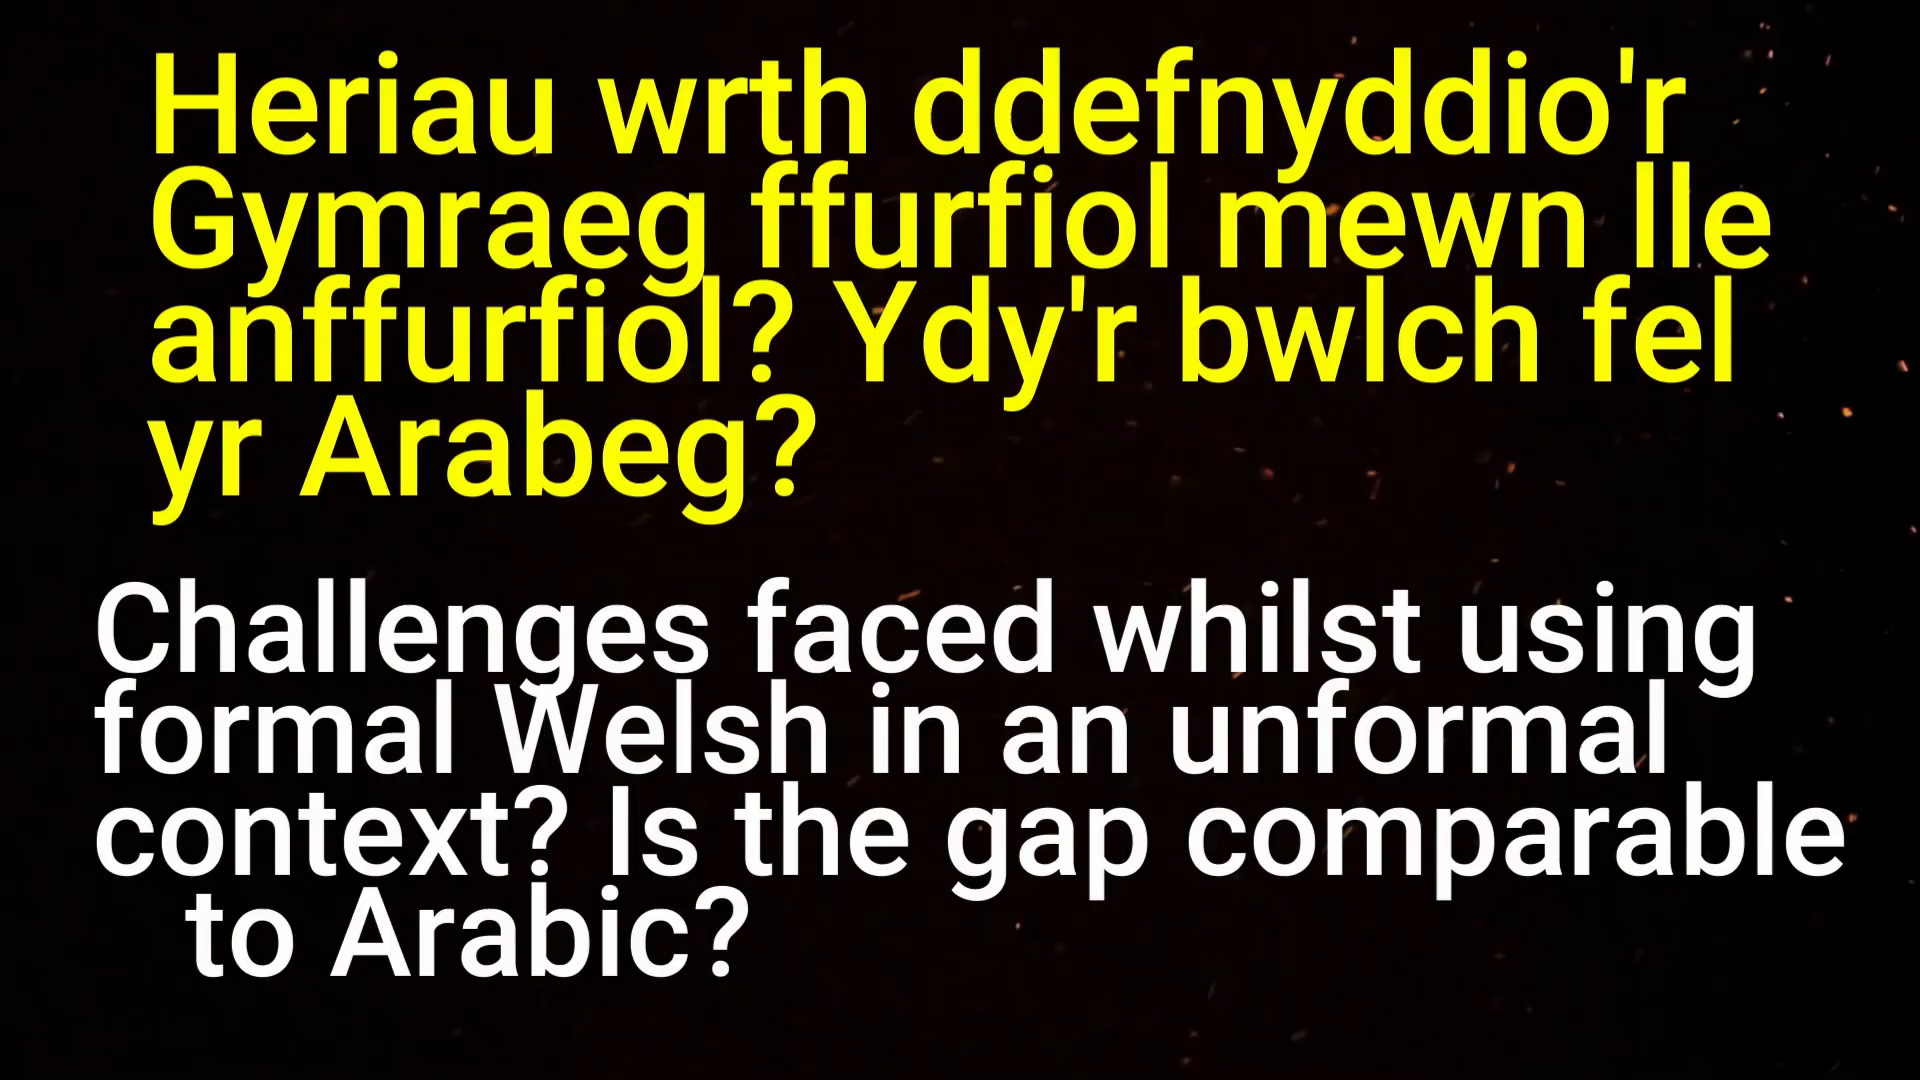 Heriau wrth ddefnyddio'r
Gymraeg ffurfiol mewn lle
anffurfiol? Ydy'r bwlch fel
yr Arabeg?
Challenges faced whilst using
formal Welsh in an unformal
context? Is the gap comparable
to Arabic?